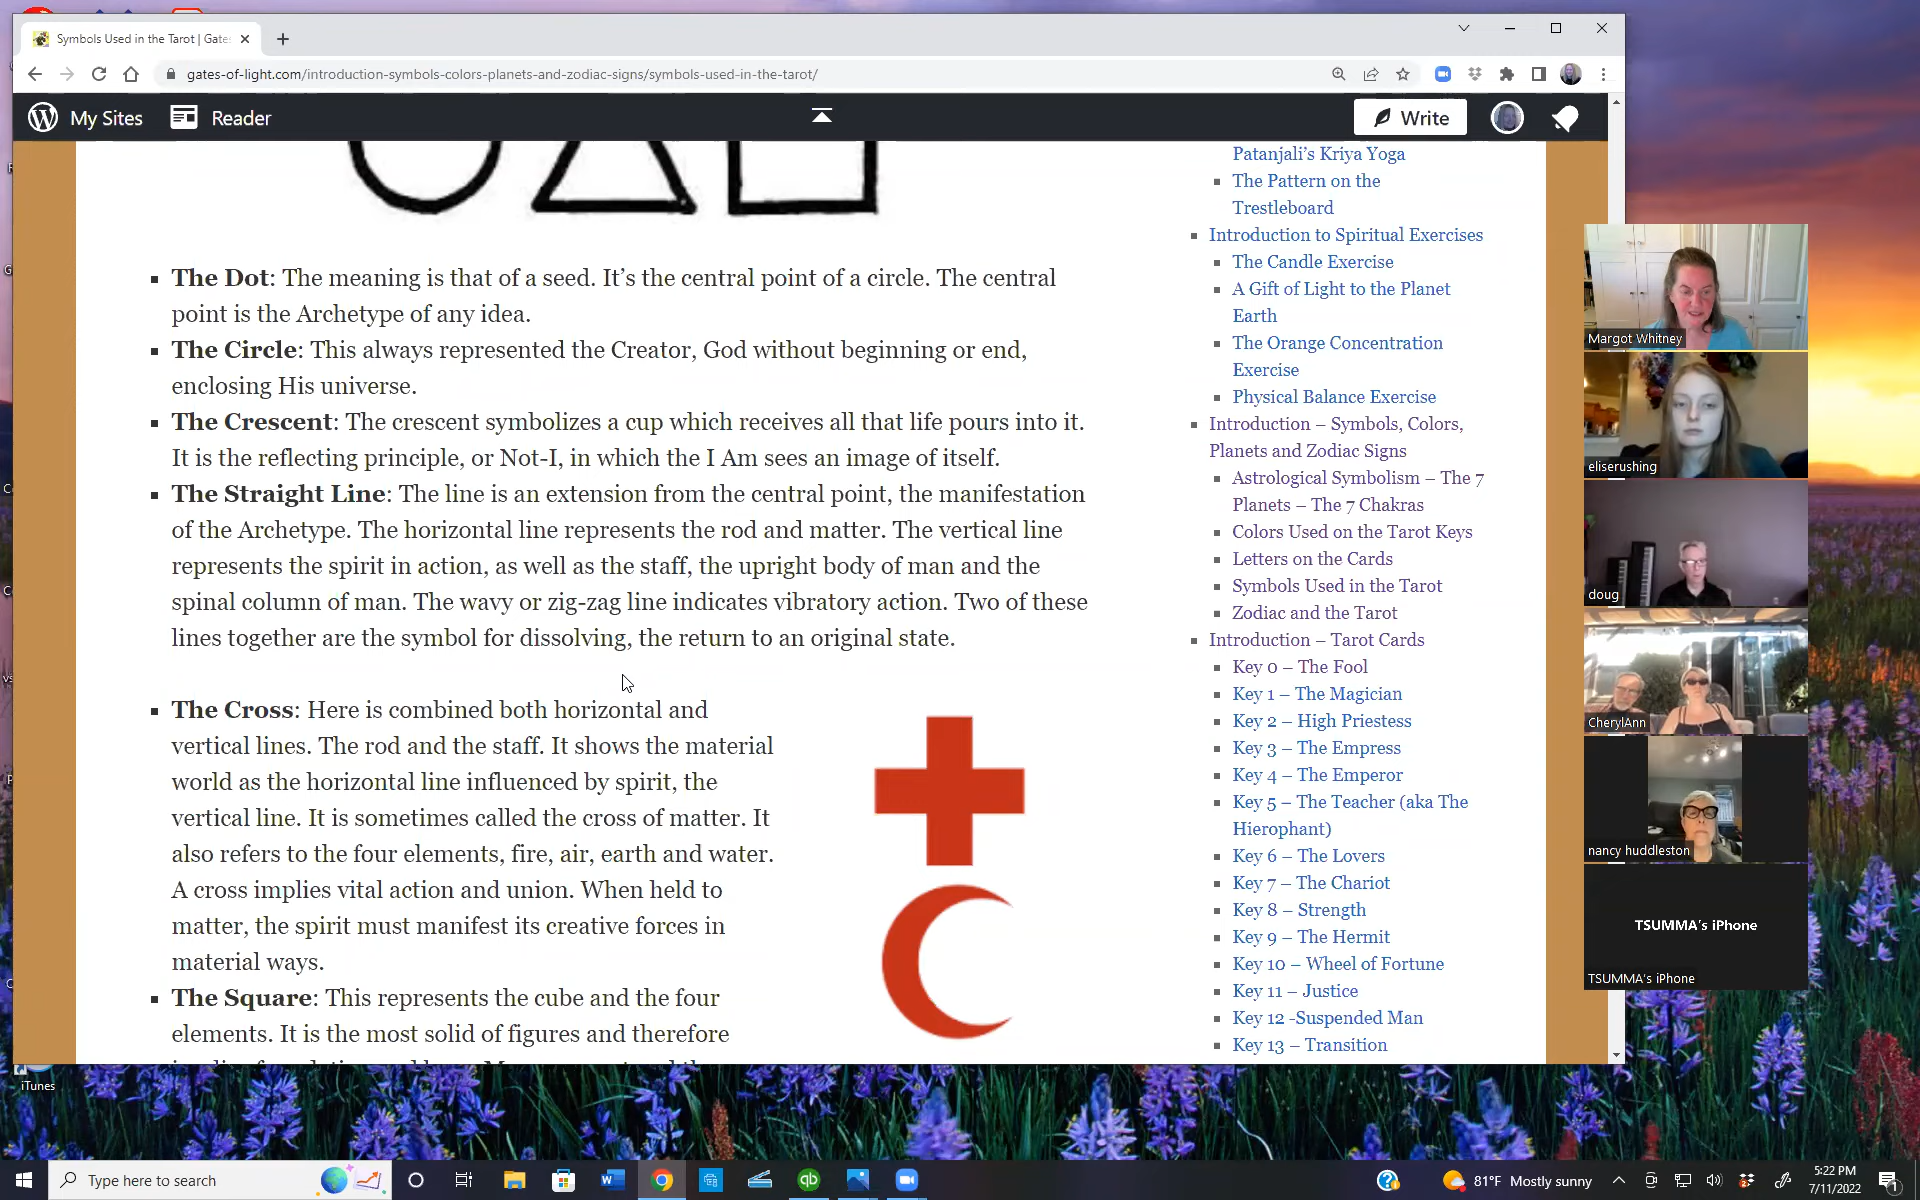 Symbols Used in the Tarot | Gate
gates-of-light.com/introduction-symbols-colors-planets-and-zodiac-signs/symbols-used-in-the-tarot/
My Sites
Reader
Write
The Dot: The meaning is that of a seed. It’s the central point of a circle. The central
point is the Archetype of any idea.
The Circle: This always represented the Creator, God without beginning or end,
enclosing His universe.
The Crescent: The crescent symbolizes a cup which receives all that life pours into it.
It is the reflecting principle, or Not-I, in which the I Am sees an image of itself.
The Straight Line: The line is an extension from the central point, the manifestation
of the Archetype. The horizontal line represents the rod and matter. The vertical line
represents the spirit in action, as well as the staff, the upright body of man and the
spinal column of man. The wavy or zig-zag line indicates vibratory action. Two of these
lines together are the symbol for dissolving, the return to an original state.
The Cross: Here is combined both horizontal and
vertical lines. The rod and the staff. It shows the material
world as the horizontal line influenced by spirit, the
vertical line. It is sometimes called the cross of matter. It
also refers to the four elements, fire, air, earth and water.
A cross implies vital action and union. When held to
matter, the spirit must manifest its creative forces in
material ways.
The Square: This represents the cube and the four
elements. It is the most solid of figures and therefore
Patanjali’s Kriya Yoga
The Pattern on the
Trestleboard
Introduction to Spiritual Exercises
The Candle Exercise
A Gift of Light to the Planet
Earth
The Orange Concentration
Exercise
Physical Balance Exercise
Introduction – Symbols, Colors,
Planets and Zodiac Signs
Astrological Symbolism – The 7
Planets – The 7 Chakras
Colors Used on the Tarot Keys
Letters on the Cards
Symbols Used in the Tarot
Zodiac and the Tarot
Introduction – Tarot Cards
Key 0 – The Fool
Key 1 – The Magician
Key 2 – High Priestess
Key 3 – The Empress
Key 4 – The Emperor
Key 5 – The Teacher (aka The
Hierophant)
Key 6 – The Lovers
Key 7 – The Chariot
Key 8 – Strength
Key 9 – The Hermit
Key 10 – Wheel of Fortune
Key 11 – Justice
Key 12 -Suspended Man
Key 13 – Transition
Margot Whitney
eliserushing
doug
CherylAnn
nancy huddleston
TSUMMA's iPhone
TSUMMA's iPhone
iTunes
Type here to search
81°F Mostly sunny
5:22 PM
7/11/2022